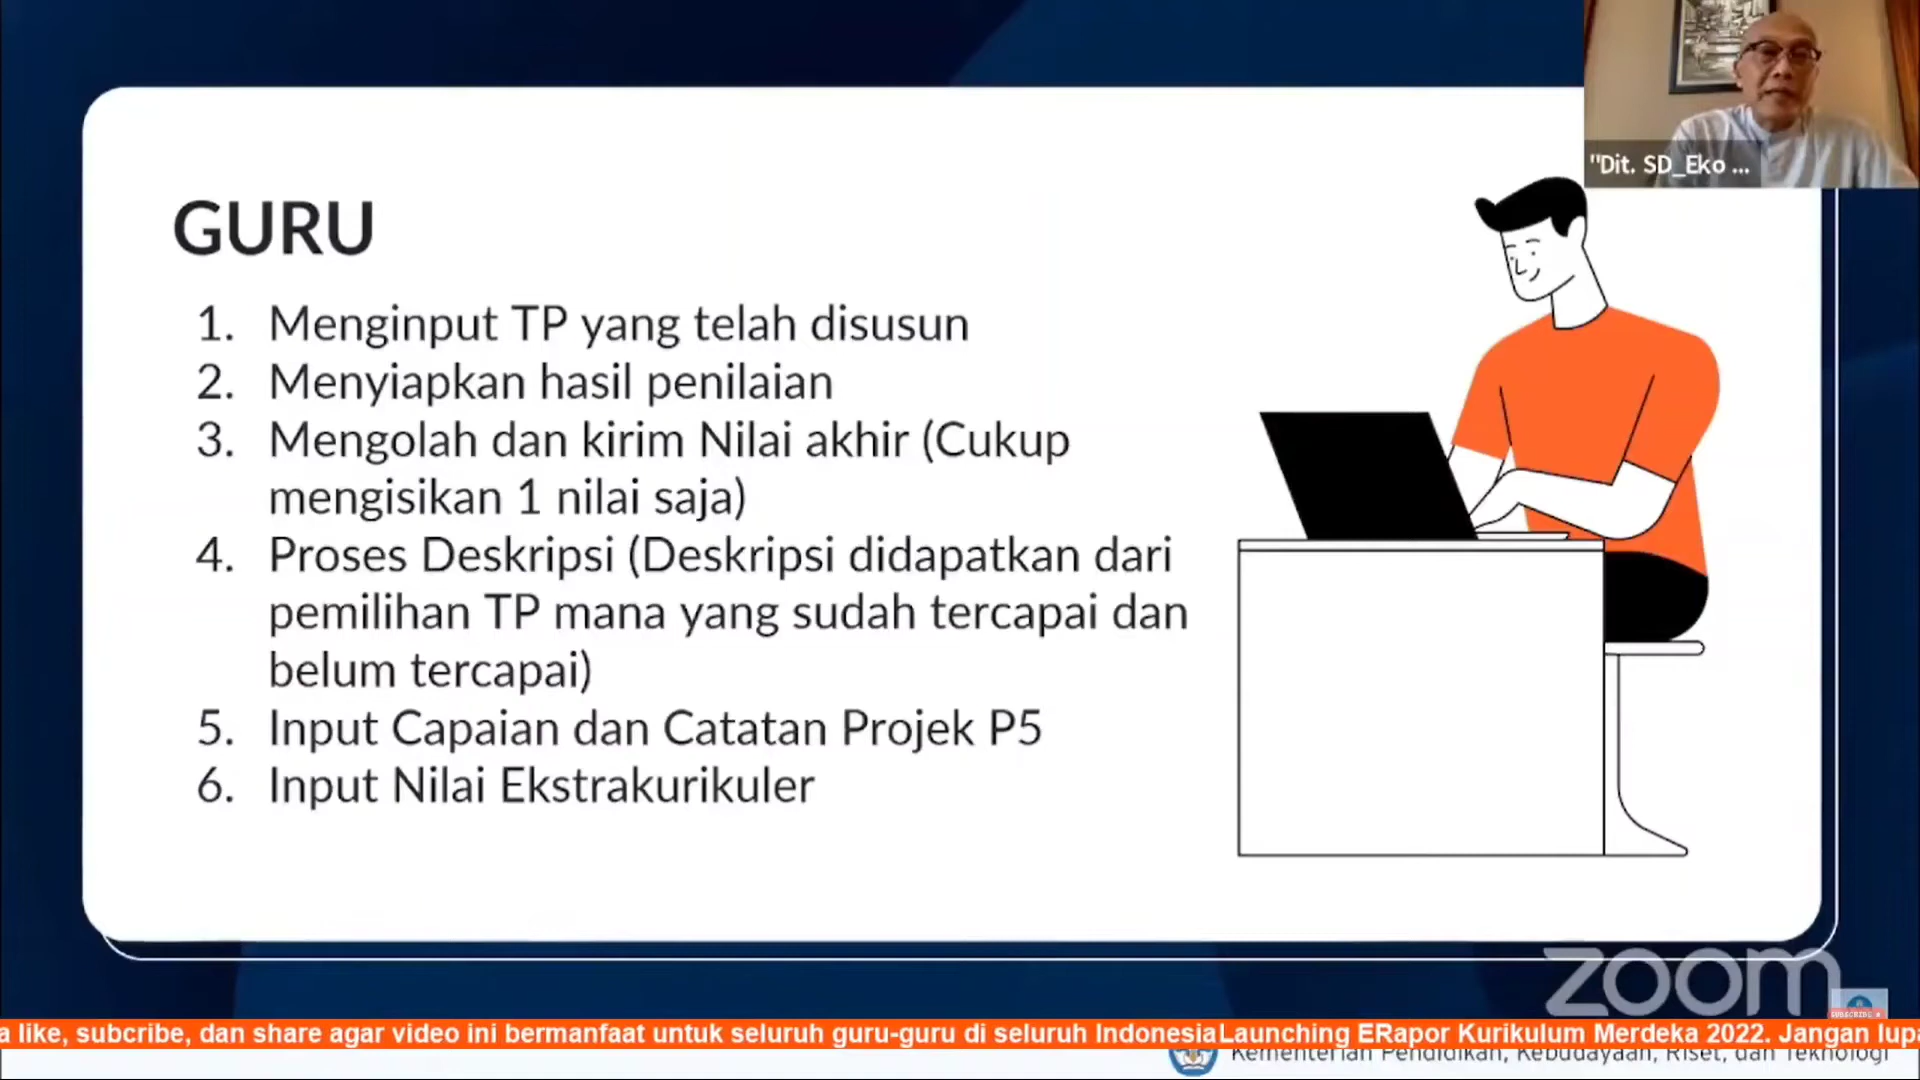 "Dit. SD_Eko ...
GURU
1. Menginput TP yang telah disusun
2. Menyiapkan hasil penilaian
3. Mengolah dan kirim Nilai akhir (Cukup
mengisikan 1 nilai saja)
4. Proses Deskripsi (Deskripsi didapatkan dari
pemilihan TP mana yang sudah tercapai dan
belum tercapai)
5. Input Capaian dan Catatan Projek P5
6. Input Nilai Ekstrakurikuler
zoom
SUBSCRIBE
a like, subcribe, dan share agar video ini bermanfaat untuk seluruh guru-guru di seluruh IndonesiaLaunching ERapor Kurikulum Merdeka 2022. Jangan lupa
Kementerian Pendidikan, Kebudayaan, Riset, dan Teknologi